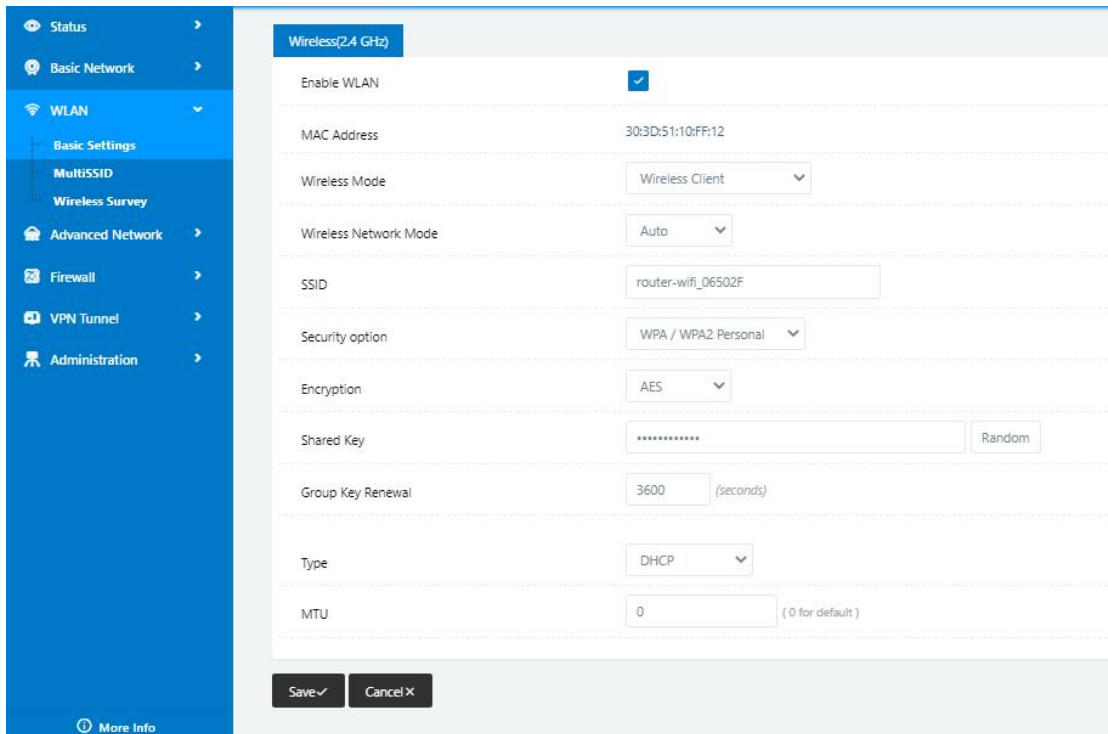 Status
Basic Network
WLAN
Basic Settings
MultiSSID
Wireless Survey
Advanced Network
Firewall
VPN Tunnel
Administration
More Info
Wireless(2.4 GHz)
Enable WLAN
MAC Address 30:3D:51:10:FF:12
Wireless Mode Wireless Client
Wireless Network Mode Auto
SSID router-wifi_06502F
Security option WPA / WPA2 Personal
Encryption AES
Shared Key •••••••••••• Random
Group Key Renewal 3600 (seconds)
Type DHCP
MTU 0 ( 0 for default )
Save Cancel